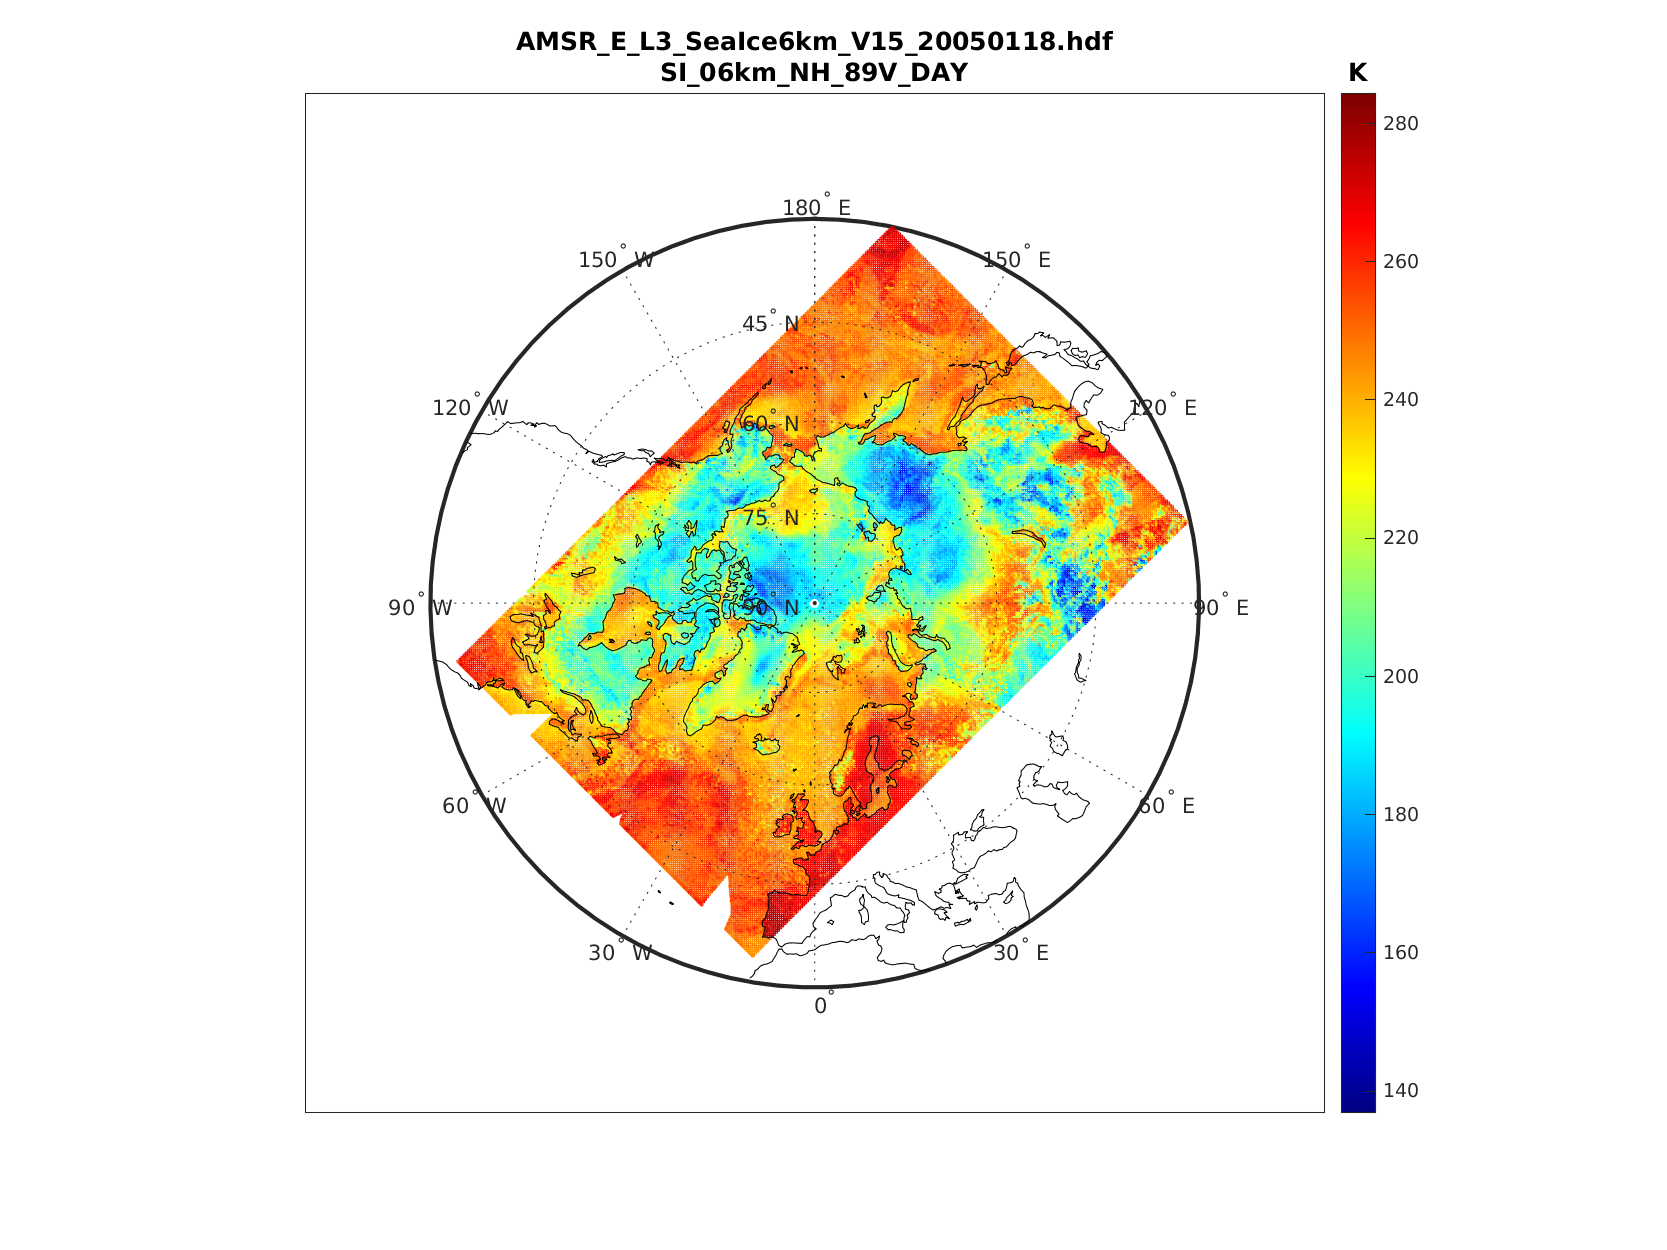 AMSR_E_L3_SeaIce6km_V15_20050118.hdf
SI_06km_NH_89V_DAY
K
180° E
150° W
150° E
120° W
120° E
45° N
60° N
75° N
90° N
90° W
90° E
60° W
60° E
30° W
30° E
0°
280
260
240
220
200
180
160
140